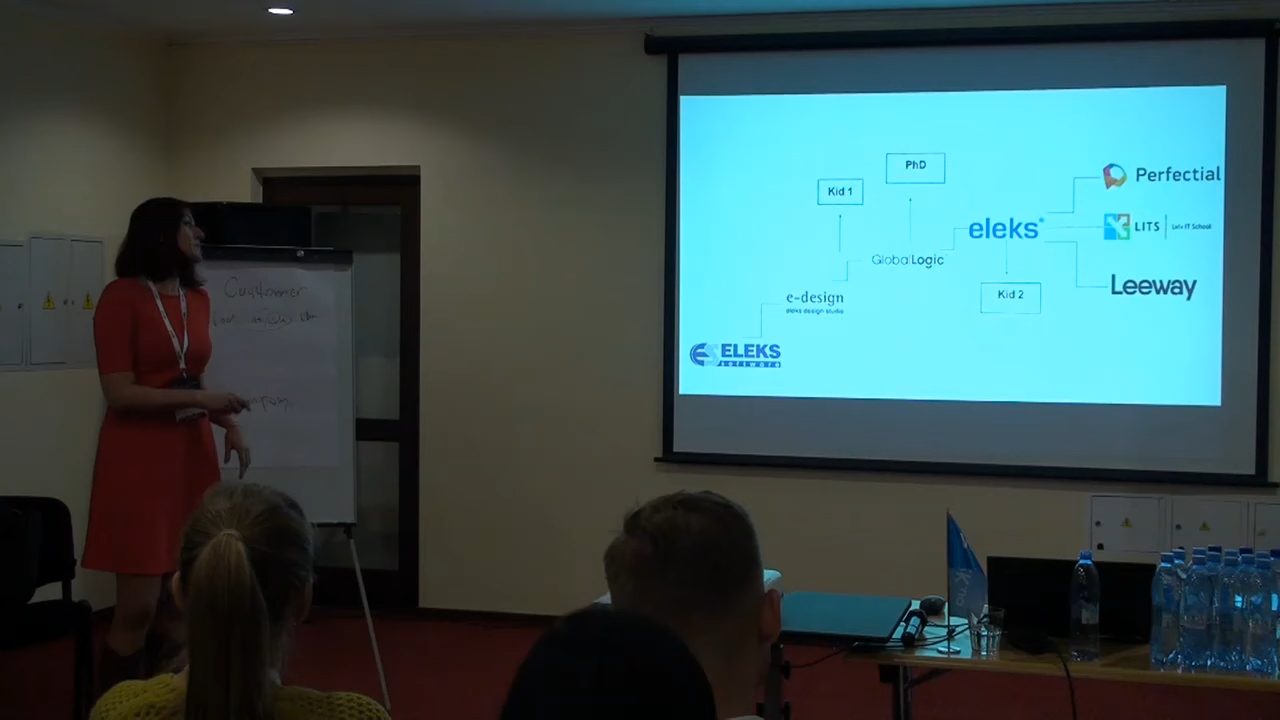 Customer
PhD
Kid 1
Perfectial
eleks®
LITS | Lviv IT School
GlobalLogic
Leeway
Kid 2
e-design
eleks design studio
ELEKS
software